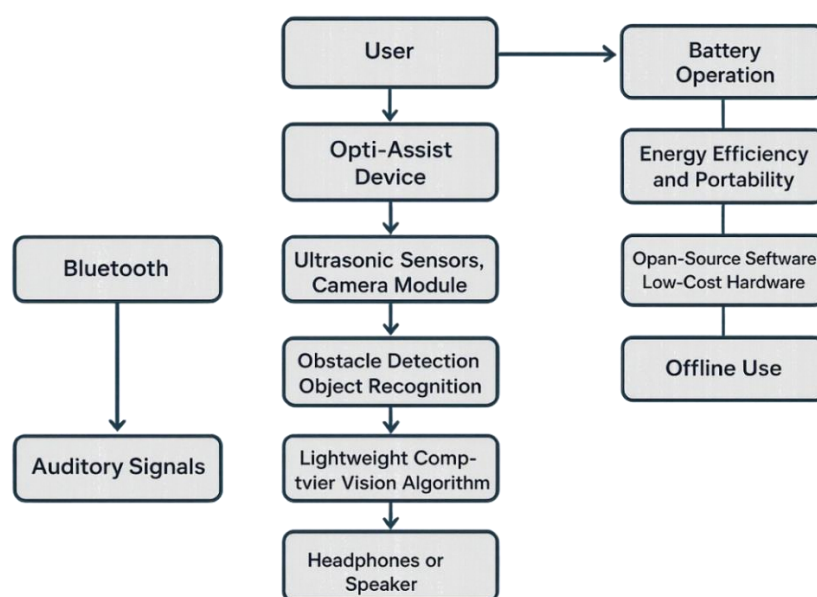 User
Battery
Operation
Opti-Assist
Device
Energy Efficiency
and Portability
Bluetooth
Ultrasonic Sensors,
Camera Module
Opan-Source Seftware
Low-Cost Hardware
Obstacle Detection
Object Recognition
Offline Use
Auditory Signals
Lightweight Comp-
tvier Vision Algorithm
Headphones or
Speaker